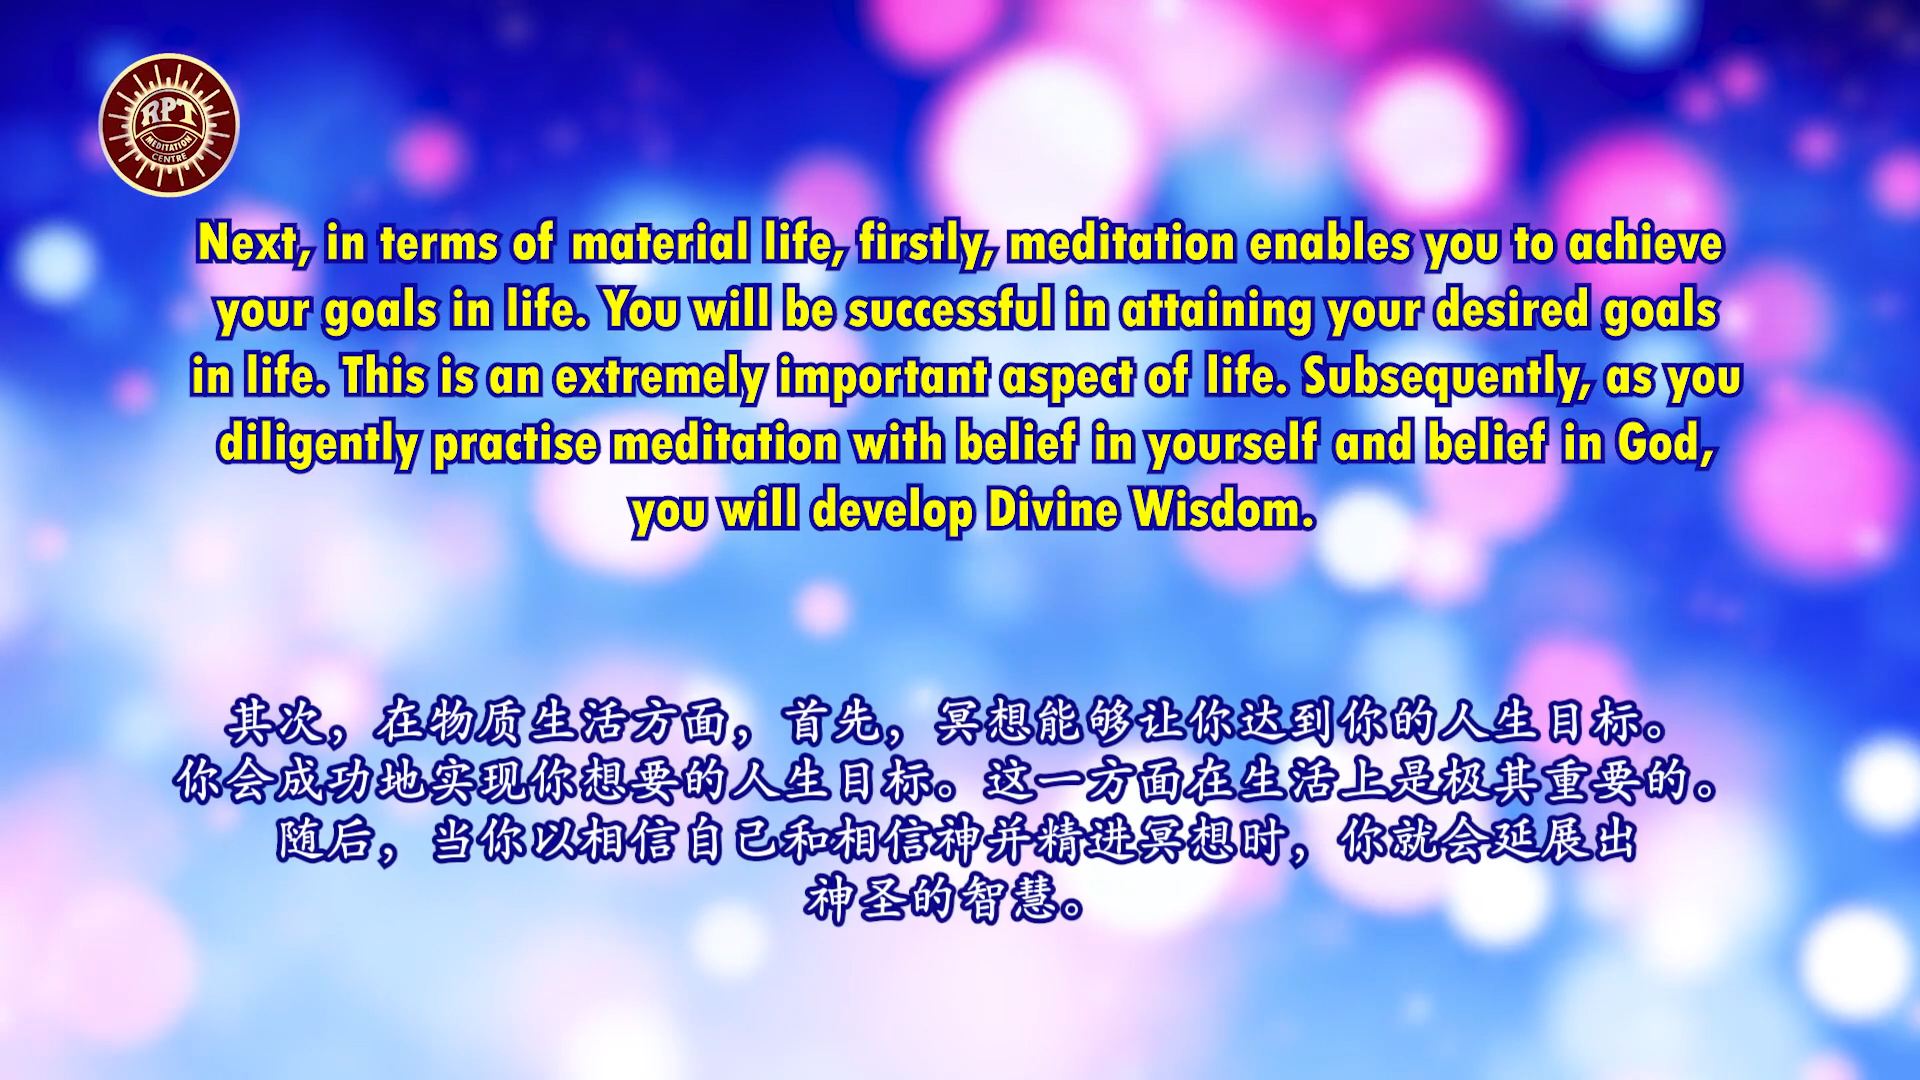 RPT
MEDITATION
CENTRE
Next, in terms of material life, firstly, meditation enables you to achieve
your goals in life. You will be successful in attaining your desired goals
in life. This is an extremely important aspect of life. Subsequently, as you
diligently practise meditation with belief in yourself and belief in God,
you will develop Divine Wisdom.
其次，在物质生活方面，首先，冥想能够让你达到你的人生目标。
你会成功地实现你想要的人生目标。这一方面在生活上是极其重要的。
随后，当你以相信自己和相信神并精进冥想时，你就会延展出
神圣的智慧。